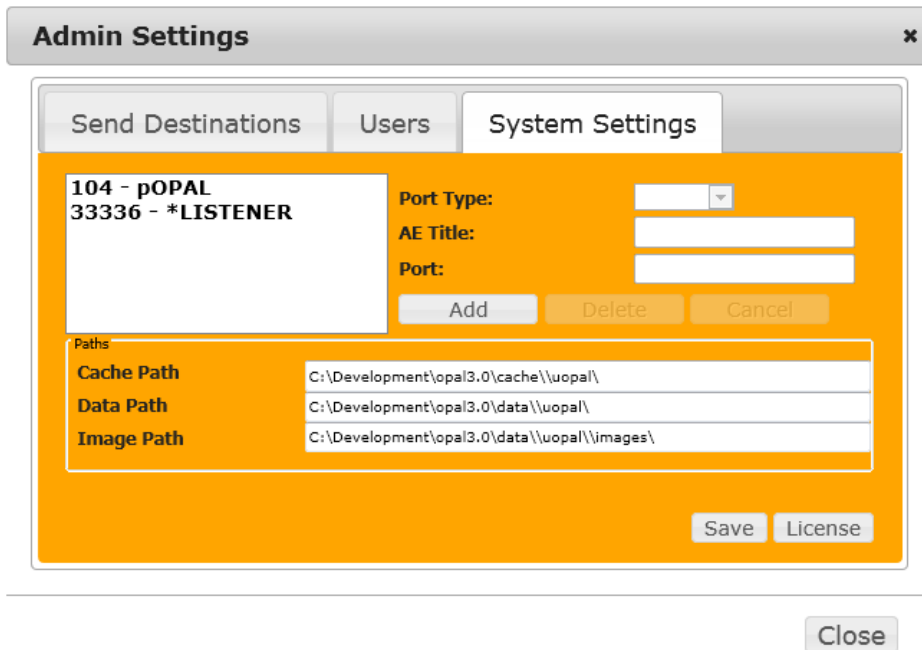 Admin Settings
Send Destinations Users System Settings
104 - pOPAL
33336 - *LISTENER
Port Type:
AE Title:
Port:
Add Delete Cancel
Paths
Cache Path C:\Development\opal3.0\cache\\uopal\
Data Path C:\Development\opal3.0\data\\uopal\
Image Path C:\Development\opal3.0\data\\uopal\\images\
Save License
Close